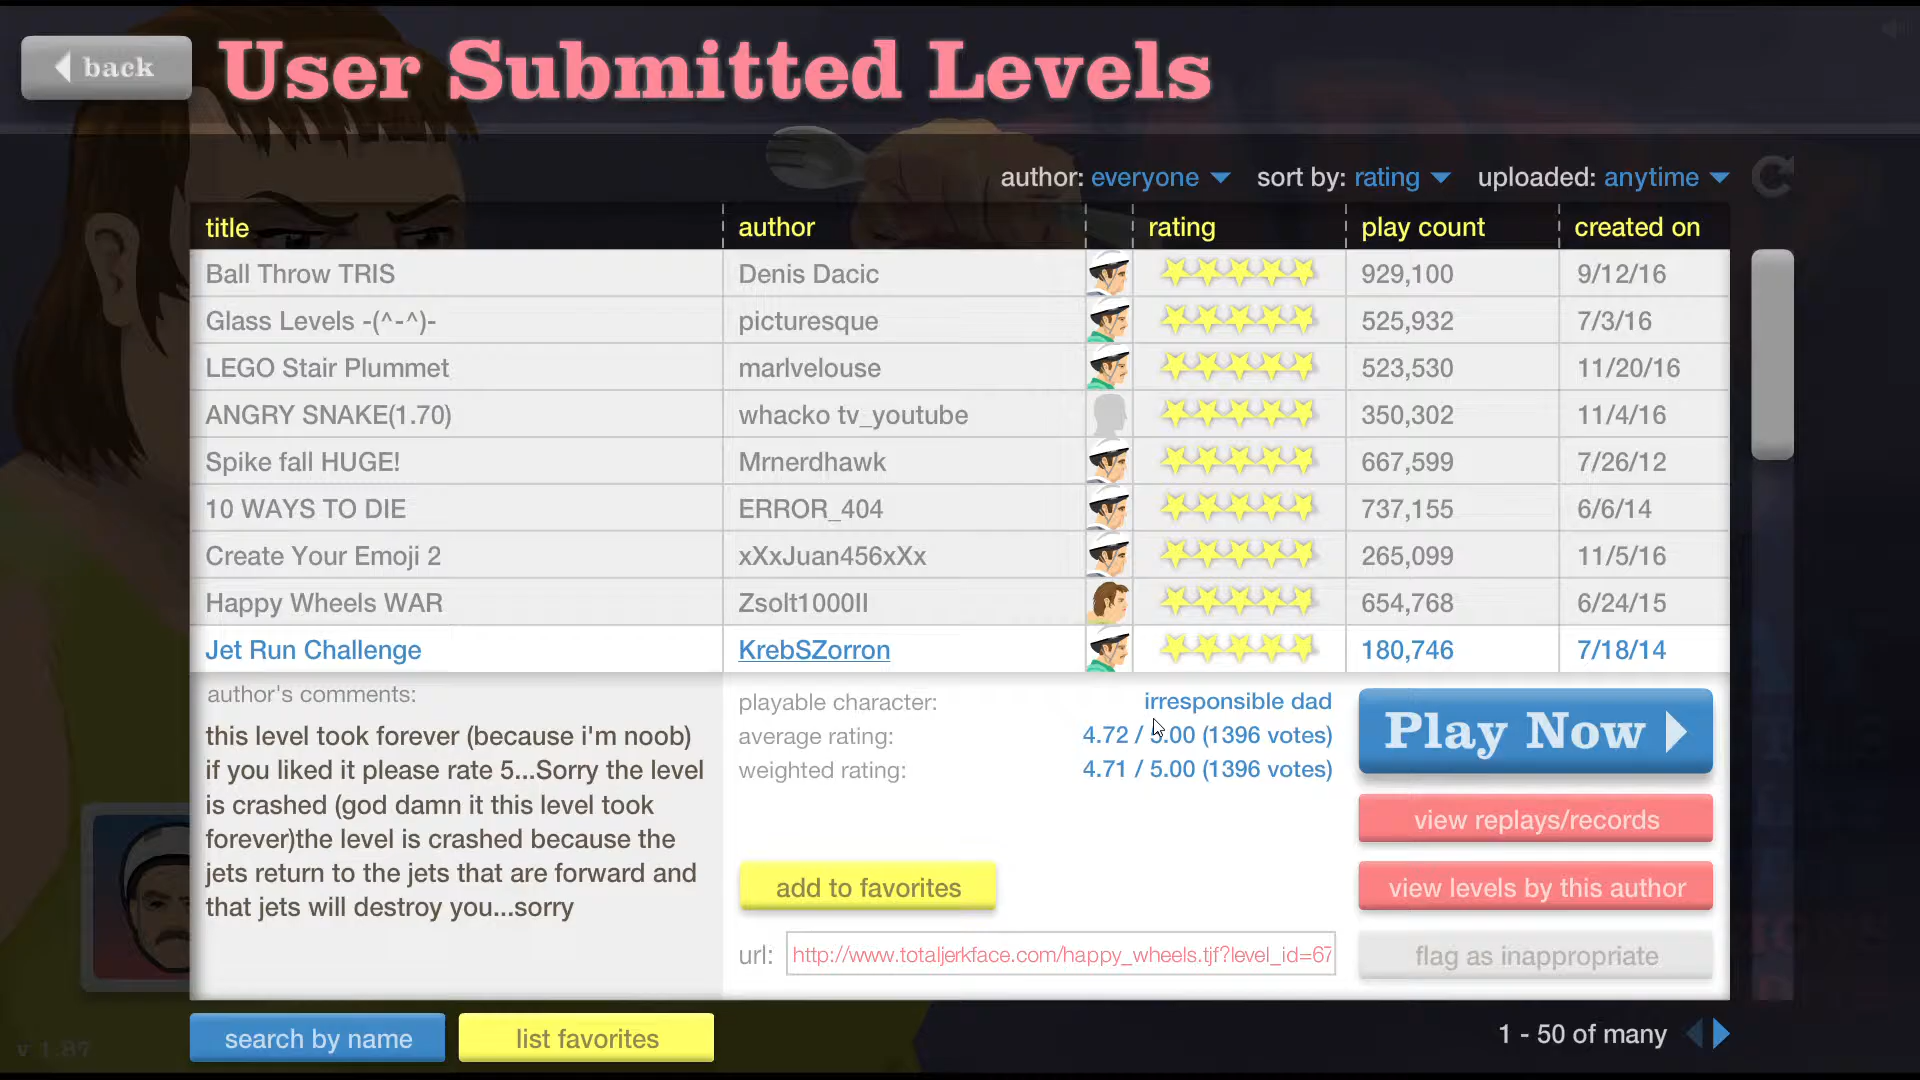 back
User Submitted Levels
author: everyone sort by: rating uploaded: anytime
title author rating play count created on
Ball Throw TRIS Denis Dacic 929,100 9/12/16
Glass Levels -(^-^)- picturesque 525,932 7/3/16
LEGO Stair Plummet marlvelouse 523,530 11/20/16
ANGRY SNAKE(1.70) whacko tv_youtube 350,302 11/4/16
Spike fall HUGE! Mrnerdhawk 667,599 7/26/12
10 WAYS TO DIE ERROR_404 737,155 6/6/14
Create Your Emoji 2 xXxJuan456xXx 265,099 11/5/16
Happy Wheels WAR Zsolt1000II 654,768 6/24/15
Jet Run Challenge KrebSZorron 180,746 7/18/14
author's comments:
this level took forever (because i'm noob)
if you liked it please rate 5...Sorry the level
is crashed (god damn it this level took
forever)the level is crashed because the
jets return to the jets that are forward and
that jets will destroy you...sorry
playable character: irresponsible dad
average rating: 4.72 / 5.00 (1396 votes)
weighted rating: 4.71 / 5.00 (1396 votes)
add to favorites
url: http://www.totaljerkface.com/happy_wheels.tjf?level_id=67
Play Now
view replays/records
view levels by this author
flag as inappropriate
search by name list favorites
1 - 50 of many
v 1.87